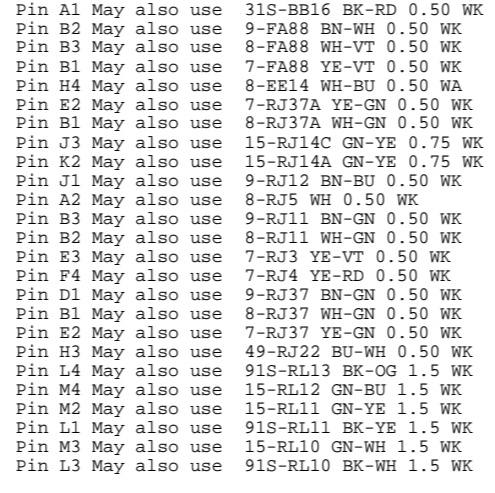 Pin A1 May also use 31S-BB16 BK-RD 0.50 WK
Pin B2 May also use 9-FA88 BN-WH 0.50 WK
Pin B3 May also use 8-FA88 WH-VT 0.50 WK
Pin B1 May also use 7-FA88 YE-VT 0.50 WK
Pin H4 May also use 8-EE14 WH-BU 0.50 WA
Pin E2 May also use 7-RJ37A YE-GN 0.50 WK
Pin B1 May also use 8-RJ37A WH-GN 0.50 WK
Pin J3 May also use 15-RJ14C GN-YE 0.75 WK
Pin K2 May also use 15-RJ14A GN-YE 0.75 WK
Pin J1 May also use 9-RJ12 BN-BU 0.50 WK
Pin A2 May also use 8-RJ5 WH 0.50 WK
Pin B3 May also use 9-RJ11 BN-GN 0.50 WK
Pin B2 May also use 8-RJ11 WH-GN 0.50 WK
Pin E3 May also use 7-RJ3 YE-VT 0.50 WK
Pin F4 May also use 7-RJ4 YE-RD 0.50 WK
Pin D1 May also use 9-RJ37 BN-GN 0.50 WK
Pin B1 May also use 8-RJ37 WH-GN 0.50 WK
Pin E2 May also use 7-RJ37 YE-GN 0.50 WK
Pin H3 May also use 49-RJ22 BU-WH 0.50 WK
Pin L4 May also use 91S-RL13 BK-OG 1.5 WK
Pin M4 May also use 15-RL12 GN-BU 1.5 WK
Pin M2 May also use 15-RL11 GN-YE 1.5 WK
Pin L1 May also use 91S-RL11 BK-YE 1.5 WK
Pin M3 May also use 15-RL10 GN-WH 1.5 WK
Pin L3 May also use 91S-RL10 BK-WH 1.5 WK